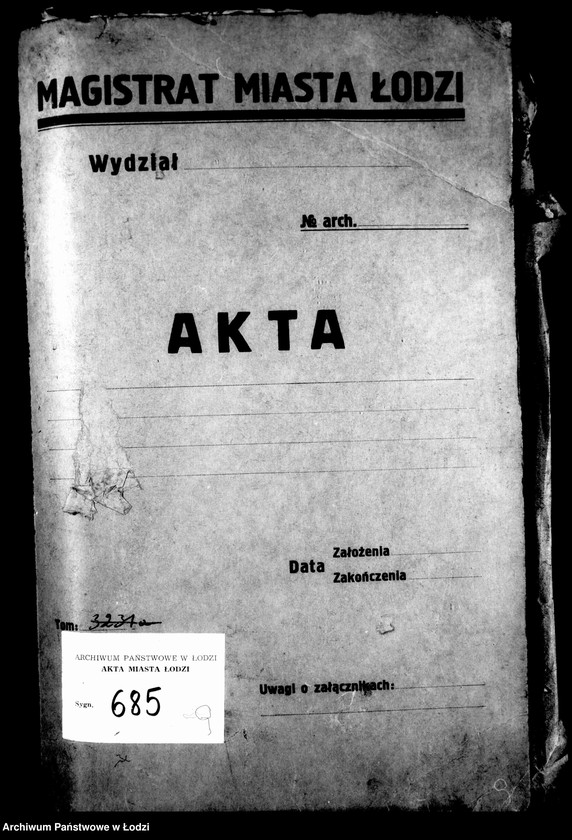 MAGISTRAT MIASTA ŁODZI
Wydział
№ arch.
AKTA
Data Założenia
Zakończenia
Tom:
ARCHIWUM PAŃSTWOWE W ŁODZI
AKTA MIASTA ŁODZI
Sygn. 685 9
Uwagi o załącznikach:
Archiwum Państwowe w Łodzi